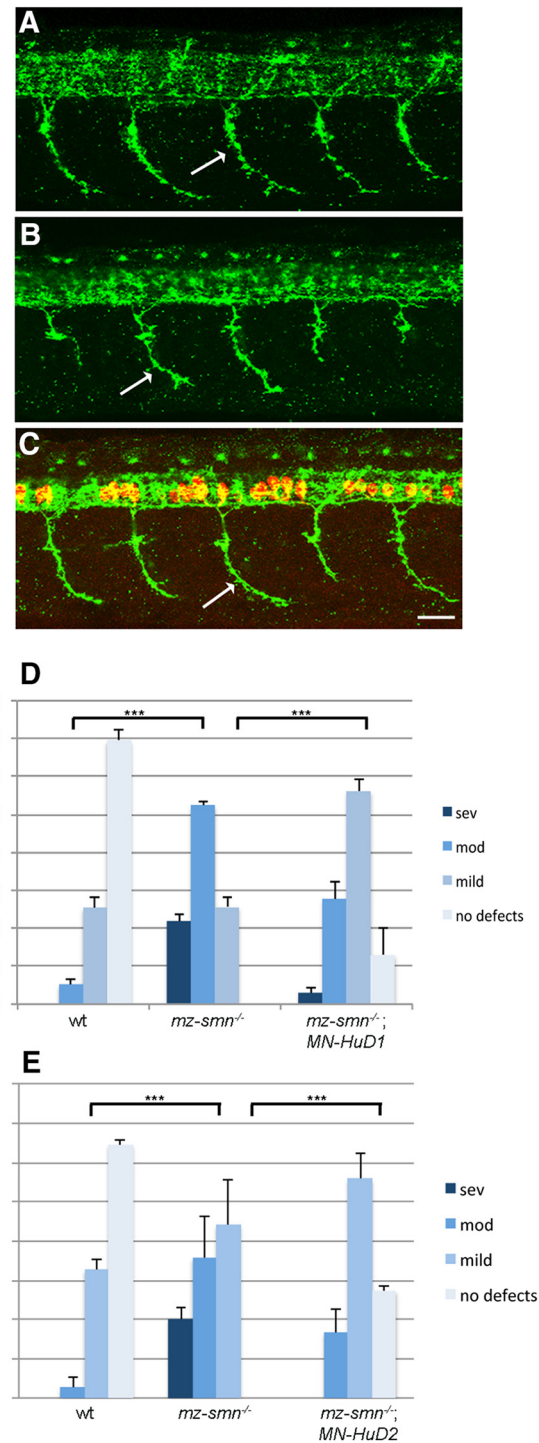 A
B
C
D
***
***
sev
mod
mild
no defects
wt
mz-smn-/-
mz-smn-/-;
MN-HuD1
E
***
***
sev
mod
mild
no defects
wt
mz-smn-/-
mz-smn-/-;
MN-HuD2